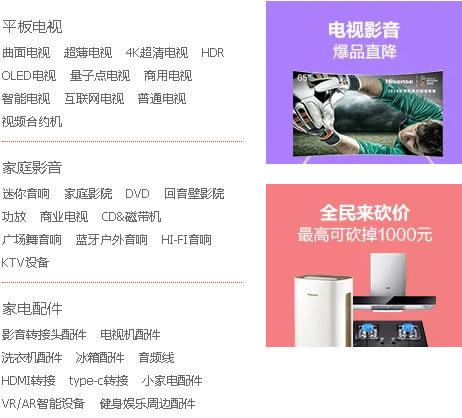 平板电视
曲面电视 超薄电视 4K超清电视 HDR
OLED电视 量子点电视 商用电视
智能电视 互联网电视 普通电视
视频台约机
家庭影音
迷你音响 家庭影院 DVD 回音壁影院
功放 商业电视 CD&磁带机
广场舞音响 蓝牙户外音响 HI-FI音响
KTV设备
家电配件
影音转接头配件 电视机配件
洗衣机配件 冰箱配件 音频线
HDMI转接 type-c转接 小家电配件
VR/AR智能设备 健身娱乐周边配件
电视影音
爆品直降
65"
Hisense
全民来砍价
最高可砍掉1000元